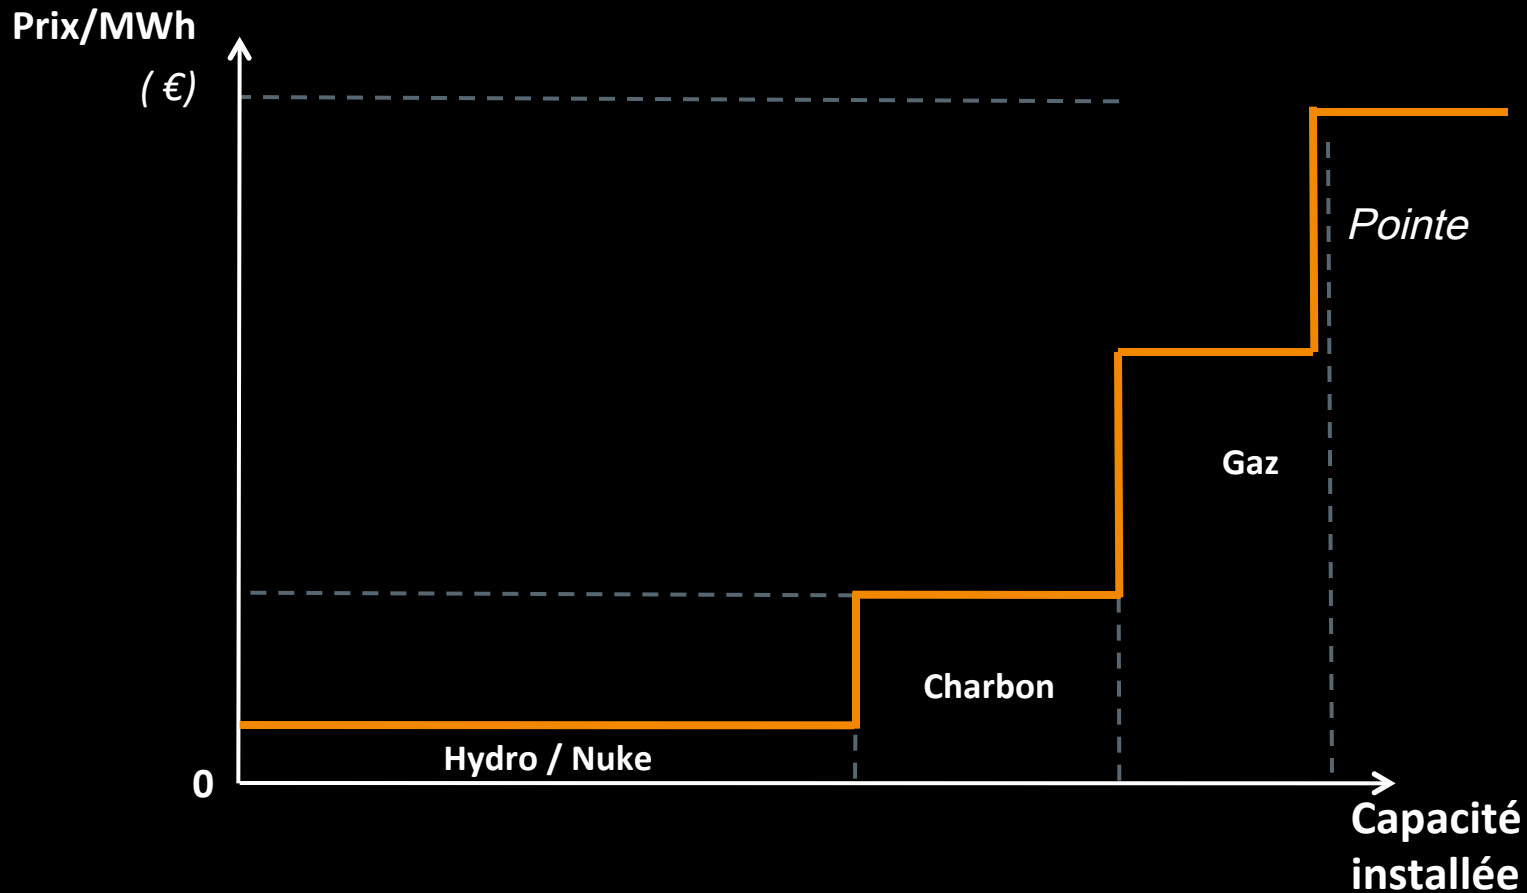 Prix/MWh
( €)
Pointe
Gaz
Charbon
Hydro / Nuke
0
Capacité
installée